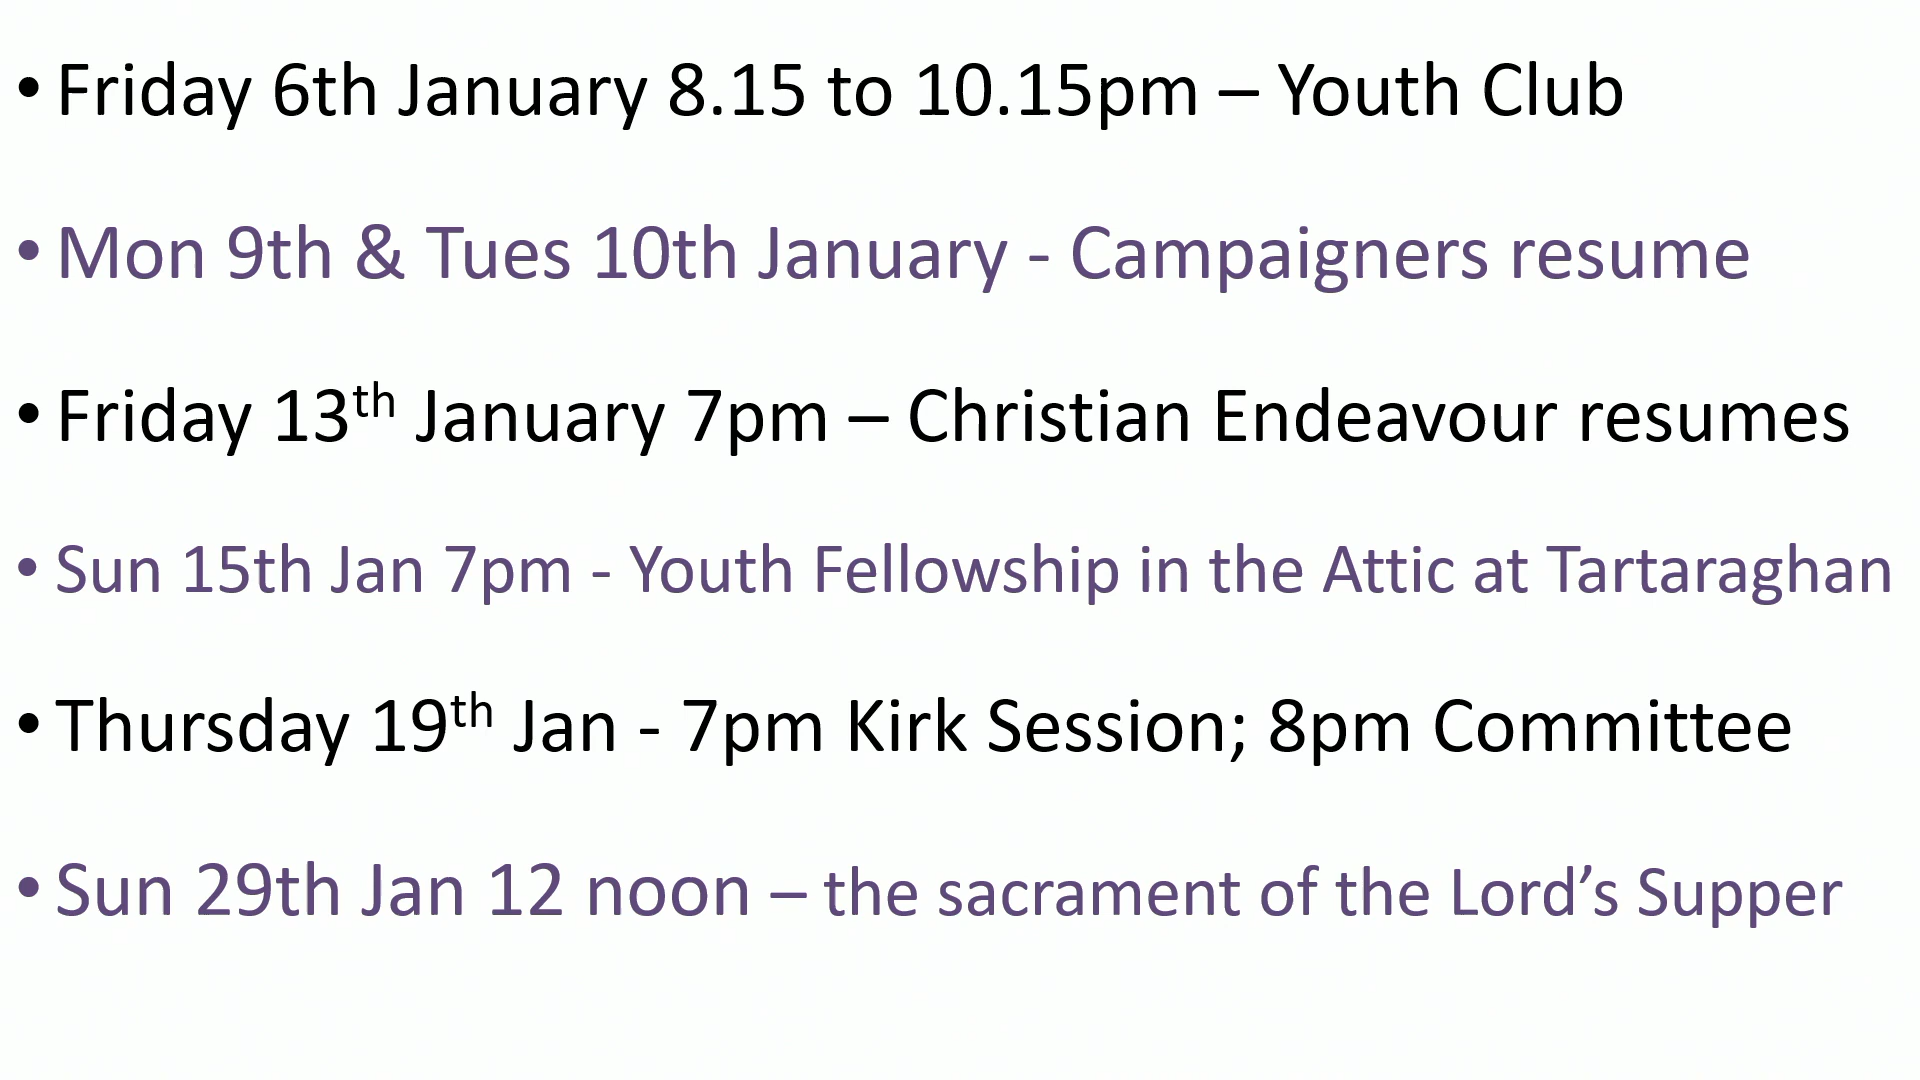 • Friday 6th January 8.15 to 10.15pm – Youth Club
• Mon 9th & Tues 10th January - Campaigners resume
• Friday 13th January 7pm – Christian Endeavour resumes
• Sun 15th Jan 7pm - Youth Fellowship in the Attic at Tartaraghan
• Thursday 19th Jan - 7pm Kirk Session; 8pm Committee
• Sun 29th Jan 12 noon – the sacrament of the Lord’s Supper